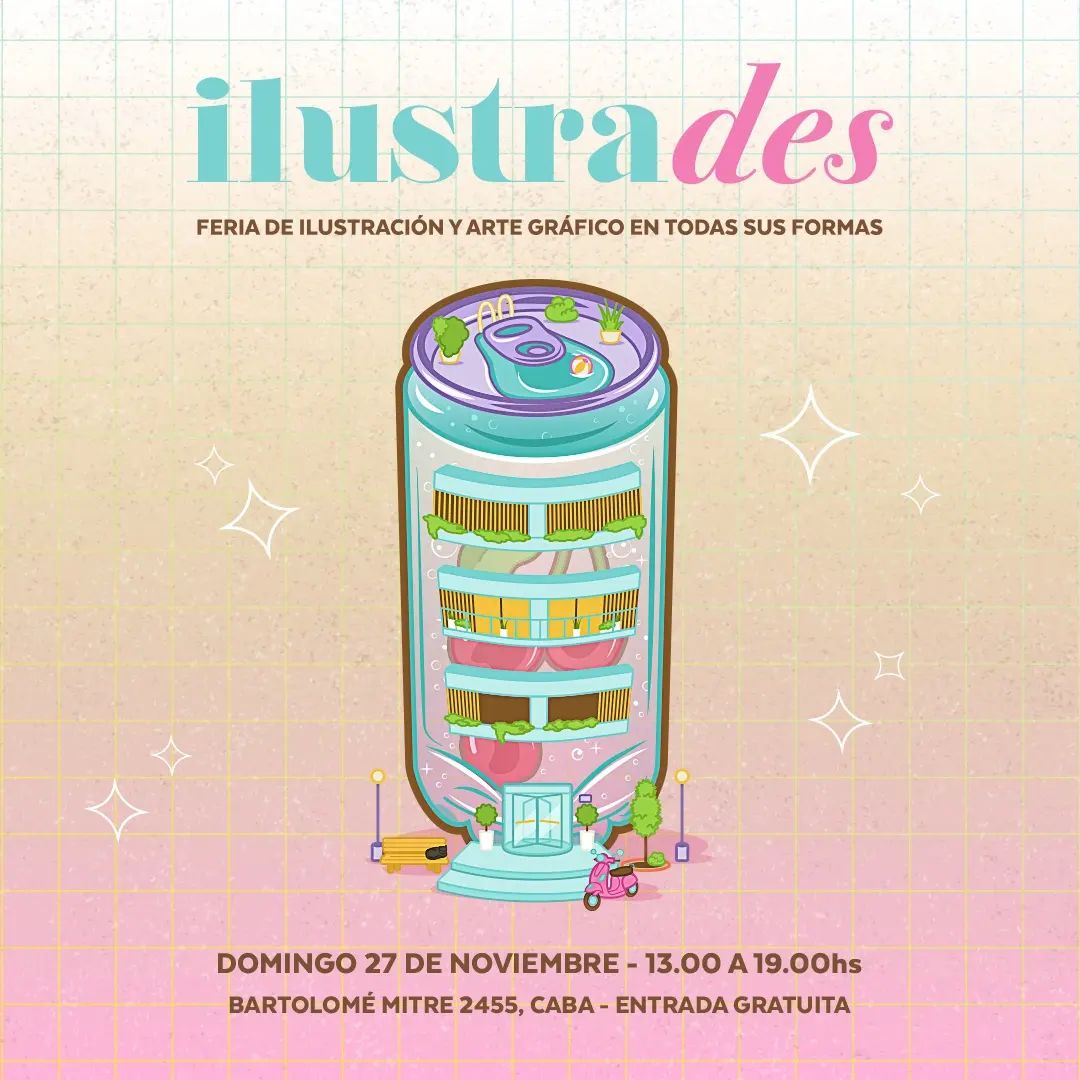 ilustrades
FERIA DE ILUSTRACIÓN Y ARTE GRÁFICO EN TODAS SUS FORMAS
DOMINGO 27 DE NOVIEMBRE - 13.00 A 19.00hs
BARTOLOMÉ MITRE 2455, CABA - ENTRADA GRATUITA